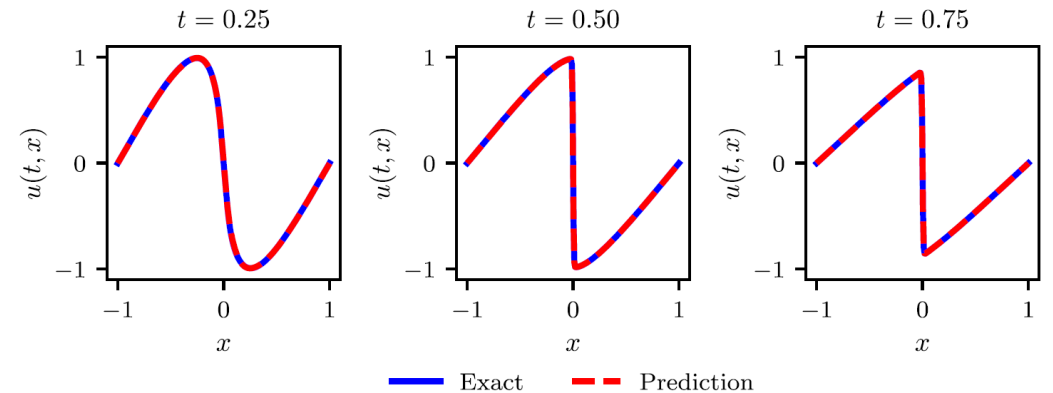 t = 0.25
t = 0.50
t = 0.75
1
0
−1
u(t, x)
−1
0
1
x
1
0
−1
u(t, x)
−1
0
1
x
1
0
−1
u(t, x)
−1
0
1
x
Exact
Prediction